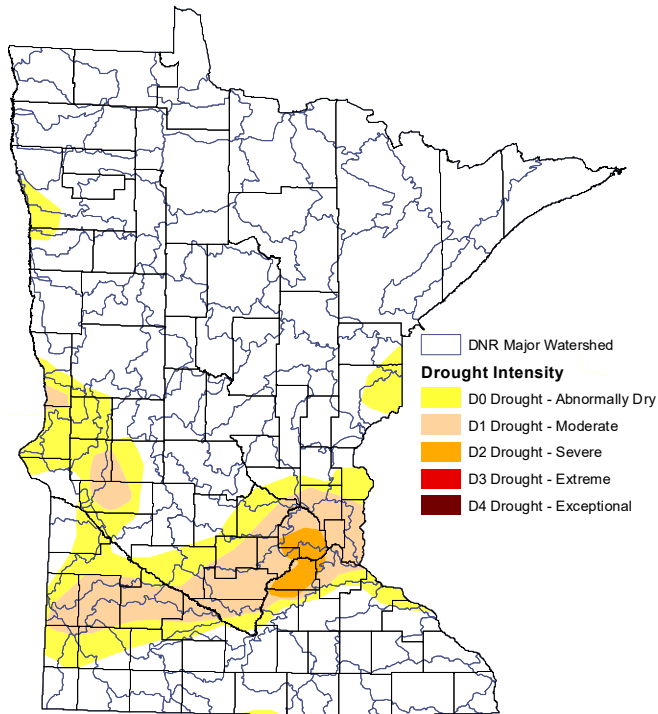 DNR Major Watershed
Drought Intensity
D0 Drought - Abnormally Dry
D1 Drought - Moderate
D2 Drought - Severe
D3 Drought - Extreme
D4 Drought - Exceptional